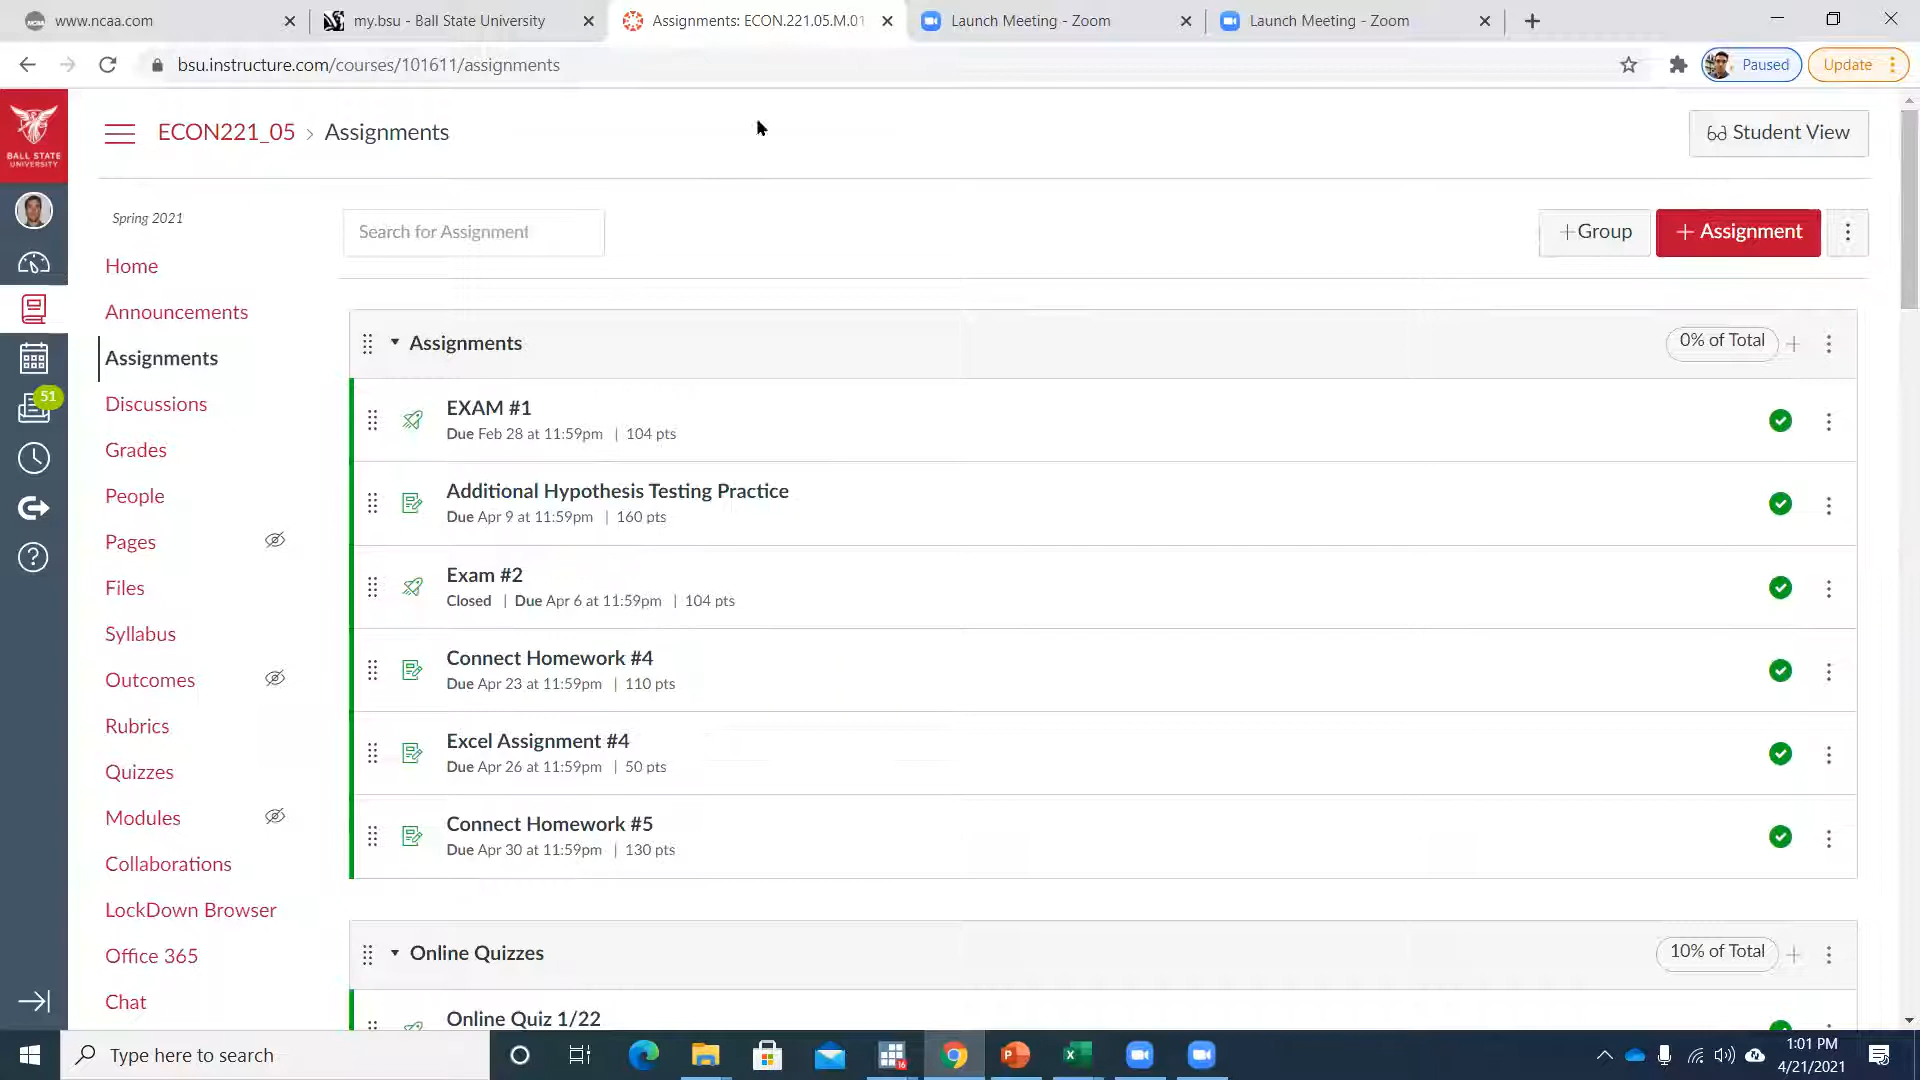 www.ncaa.com
my.bsu - Ball State University
Assignments: ECON.221.05.M.01
Launch Meeting - Zoom
Launch Meeting - Zoom
bsu.instructure.com/courses/101611/assignments
Paused
Update
BALL STATE
UNIVERSITY
ECON221_05 › Assignments
Student View
Spring 2021
Search for Assignment
+Group
+ Assignment
Home
Announcements
Assignments
Discussions
Grades
People
Pages
Files
Syllabus
Outcomes
Rubrics
Quizzes
Modules
Collaborations
LockDown Browser
Office 365
Chat
51
Assignments
0% of Total
EXAM #1
Due Feb 28 at 11:59pm | 104 pts
Additional Hypothesis Testing Practice
Due Apr 9 at 11:59pm | 160 pts
Exam #2
Closed | Due Apr 6 at 11:59pm | 104 pts
Connect Homework #4
Due Apr 23 at 11:59pm | 110 pts
Excel Assignment #4
Due Apr 26 at 11:59pm | 50 pts
Connect Homework #5
Due Apr 30 at 11:59pm | 130 pts
Online Quizzes
10% of Total
Online Quiz 1/22
Type here to search
1:01 PM
4/21/2021